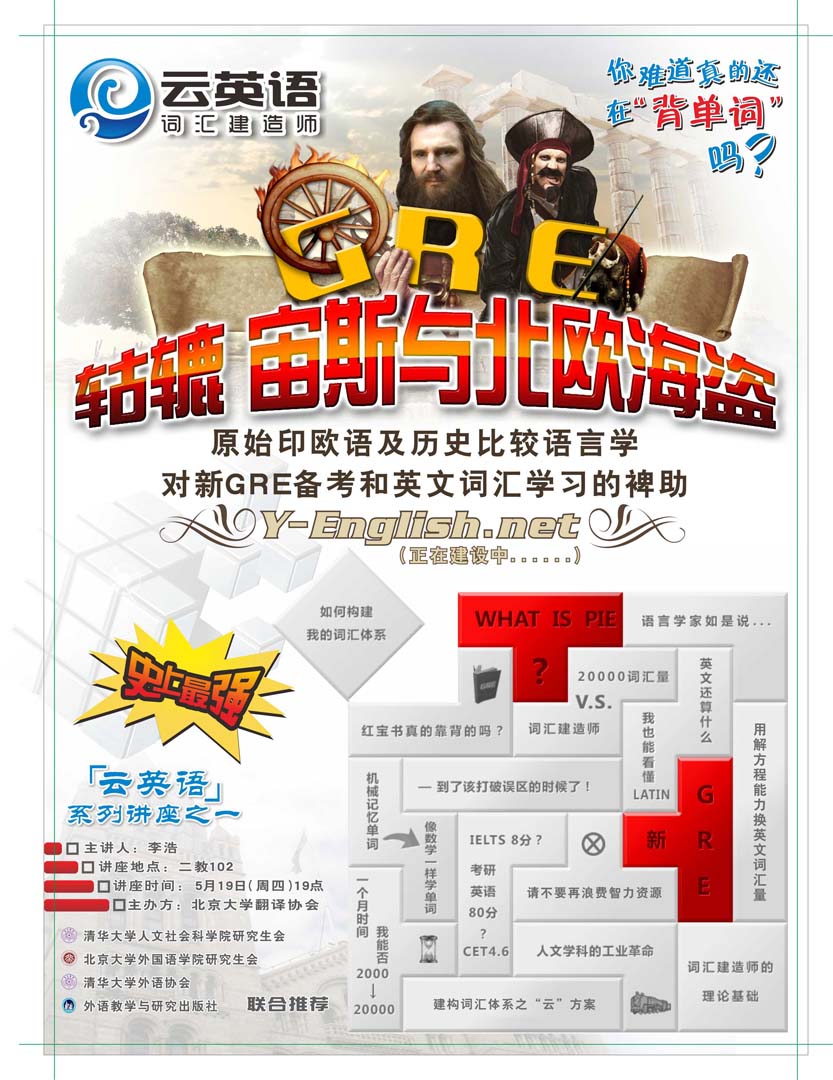 云英语
词汇建造师
你难道真的还
在“背单词”
吗？
GRE
轱辘 宙斯与北欧海盗
原始印欧语及历史比较语言学
对新GRE备考和英文词汇学习的裨助
Y-English.net
（正在建设中......）
如何构建
我的词汇体系
WHAT IS PIE
?
语言学家如是说...
20000词汇量
V.S.
词汇建造师
英文还算什么
红宝书真的靠背的吗？
我也能看懂
LATIN
用解方程能力换英文词汇量
机械记忆单词
— 到了该打破误区的时候了！
像数学一样学单词
IELTS 8分？
考研
英语
80分
?
CET4.6
新
GRE
请不要再浪费智力资源
一个月时间
我能否
2000
→
20000
人文学科的工业革命
词汇建造师的
理论基础
建构词汇体系之“云”方案
史上最强
「云英语」
系列讲座之一
主讲人：李浩
讲座地点：二教102
讲座时间：5月19日(周四)19点
主办方：北京大学翻译协会
清华大学人文社会科学院研究生会
北京大学外国语学院研究生会
清华大学外语协会
外语教学与研究出版社
联合推荐